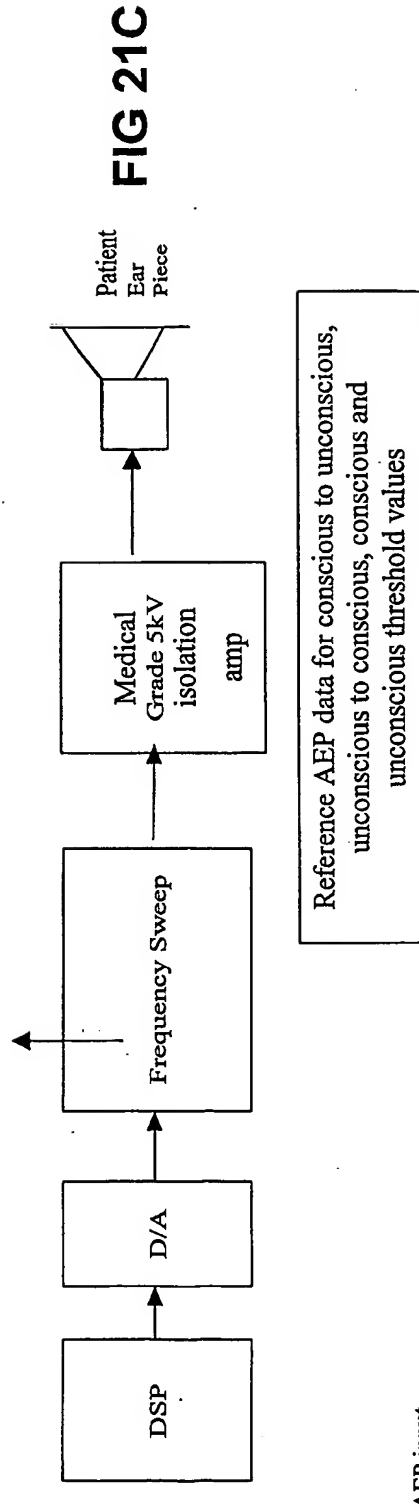 FIG 21C
DSP
D/A
Frequency Sweep
Medical
Grade 5kV
isolation
amp
Patient
Ear
Piece
Reference AEP data for conscious to unconscious,
unconscious to conscious, conscious and
unconscious threshold values